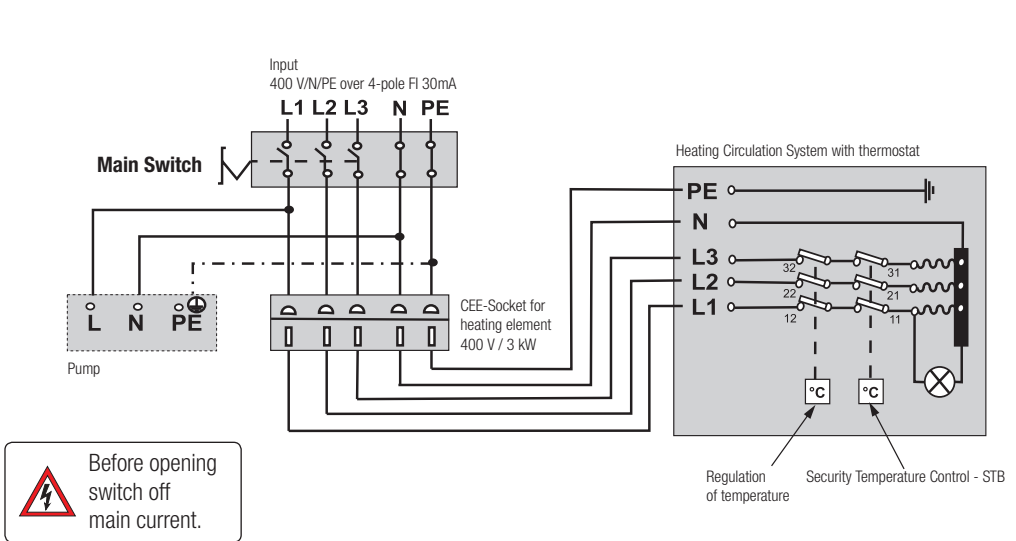 Input
400 V/N/PE over 4-pole FI 30mA
L1 L2 L3 N PE
Main Switch
Heating Circulation System with thermostat
PE
N
L3
32
31
L2
22
21
L1
12
11
CEE-Socket for
heating element
400 V / 3 kW
L N PE
Pump
°C
°C
Regulation
of temperature
Security Temperature Control - STB
Before opening
switch off
main current.